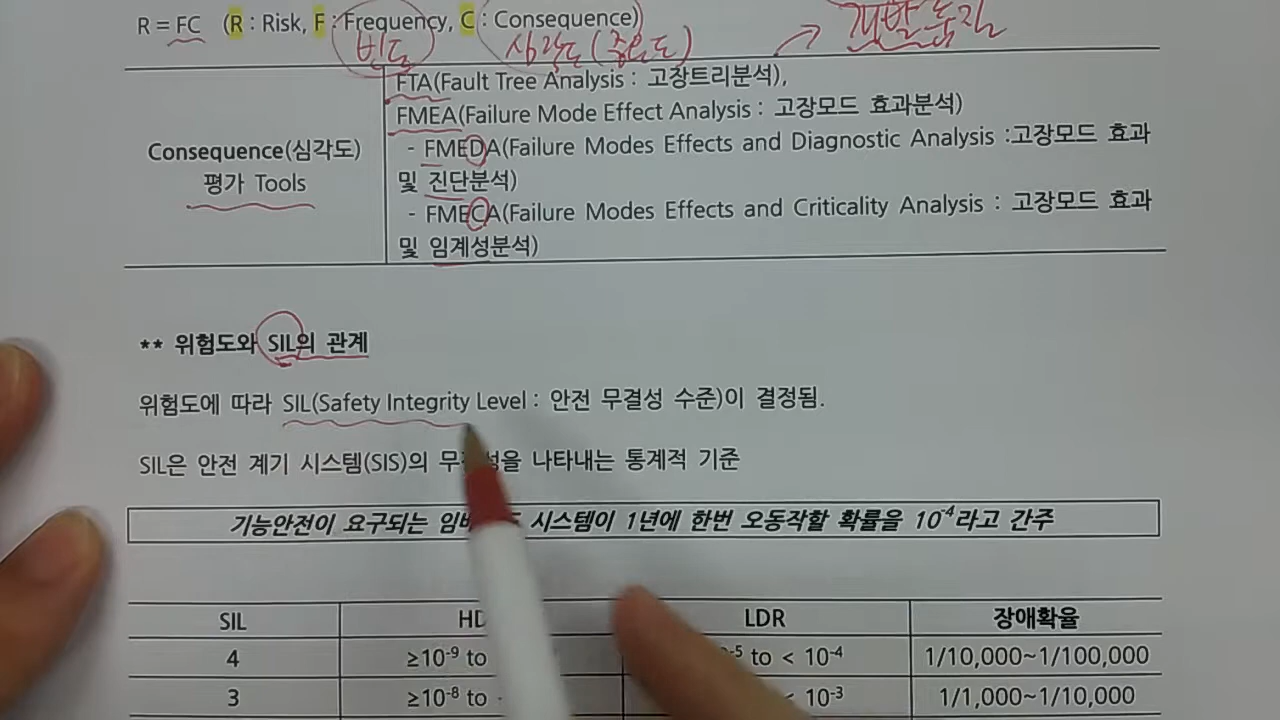 R = FC (R : Risk, F : Frequency, C : Consequence)
빈도 심각도(중요도)
Consequence(심각도)
평가 Tools
FTA(Fault Tree Analysis : 고장트리분석),
FMEA(Failure Mode Effect Analysis : 고장모드 효과분석)
- FMEDA(Failure Modes Effects and Diagnostic Analysis :고장모드 효과
및 진단분석)
- FMECA(Failure Modes Effects and Criticality Analysis : 고장모드 효과
및 임계성분석)
** 위험도와 SIL의 관계
위험도에 따라 SIL(Safety Integrity Level : 안전 무결성 수준)이 결정됨.
SIL은 안전 계기 시스템(SIS)의 나타내는 통계적 기준
기능안전이 요구되는 시스템이 1년에 한번 오동작할 확률을 10⁻⁴라고 간주
SIL LDR 장애확율
4 ≥10⁻⁹ to to < 10⁻⁴ 1/10,000~1/100,000
3 ≥10⁻⁸ to < 10⁻³ 1/1,000~1/10,000